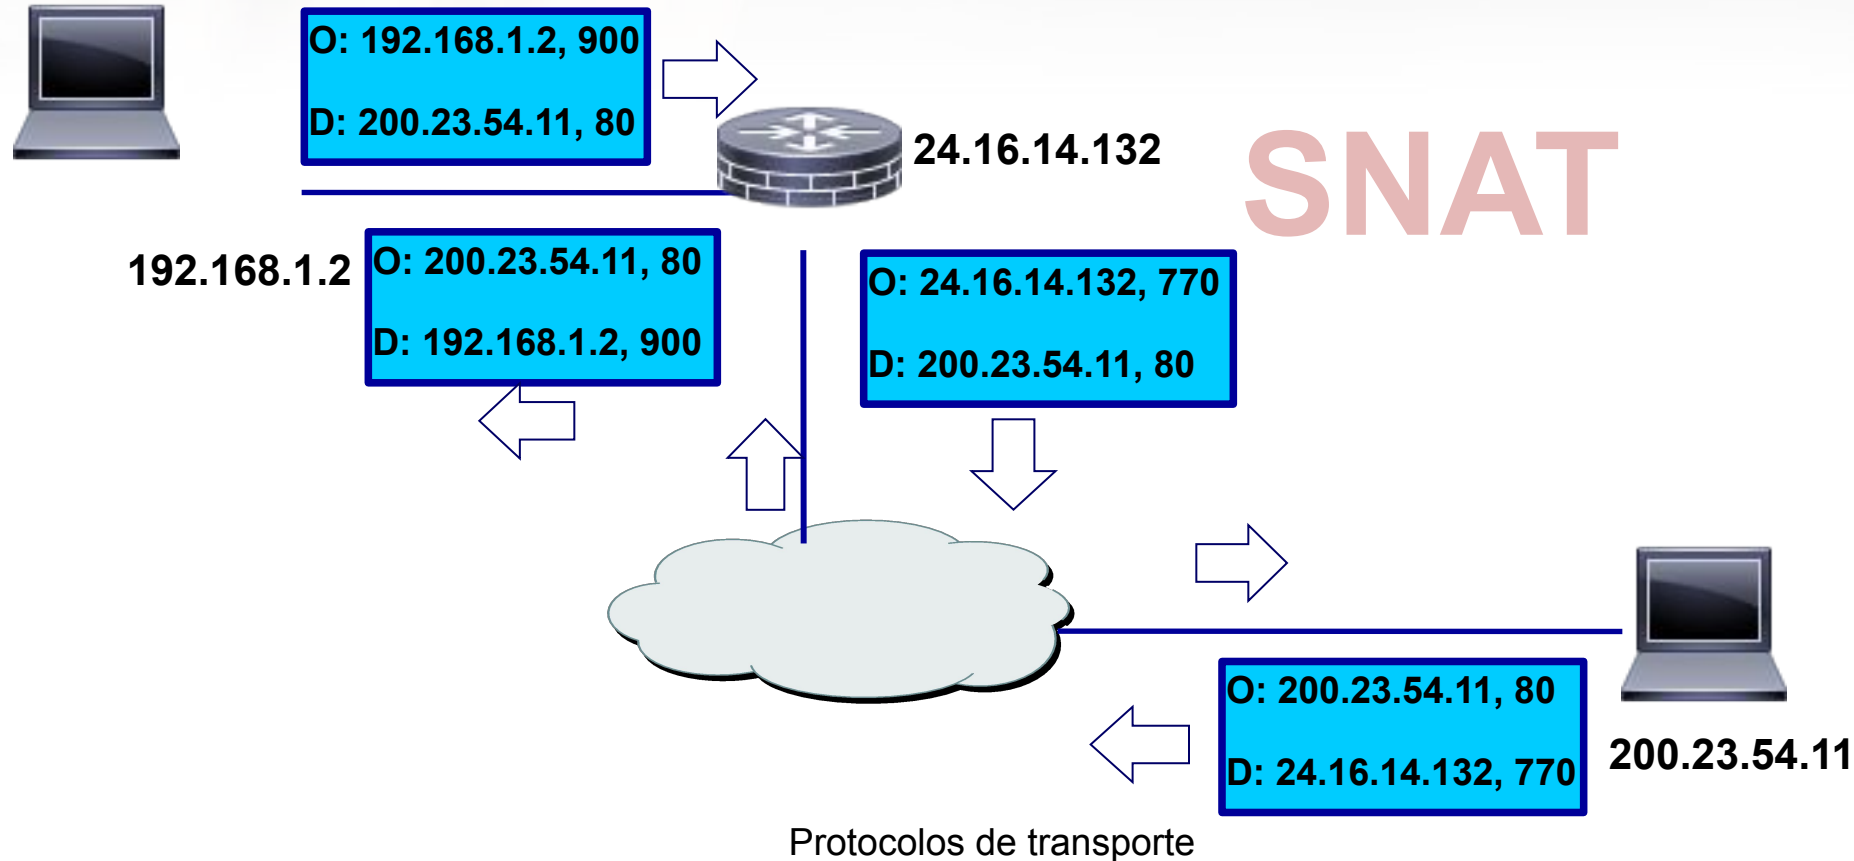 O: 192.168.1.2, 900
D: 200.23.54.11, 80
24.16.14.132
SNAT
192.168.1.2
O: 200.23.54.11, 80
D: 192.168.1.2, 900
O: 24.16.14.132, 770
D: 200.23.54.11, 80
O: 200.23.54.11, 80
D: 24.16.14.132, 770
200.23.54.11
Protocolos de transporte